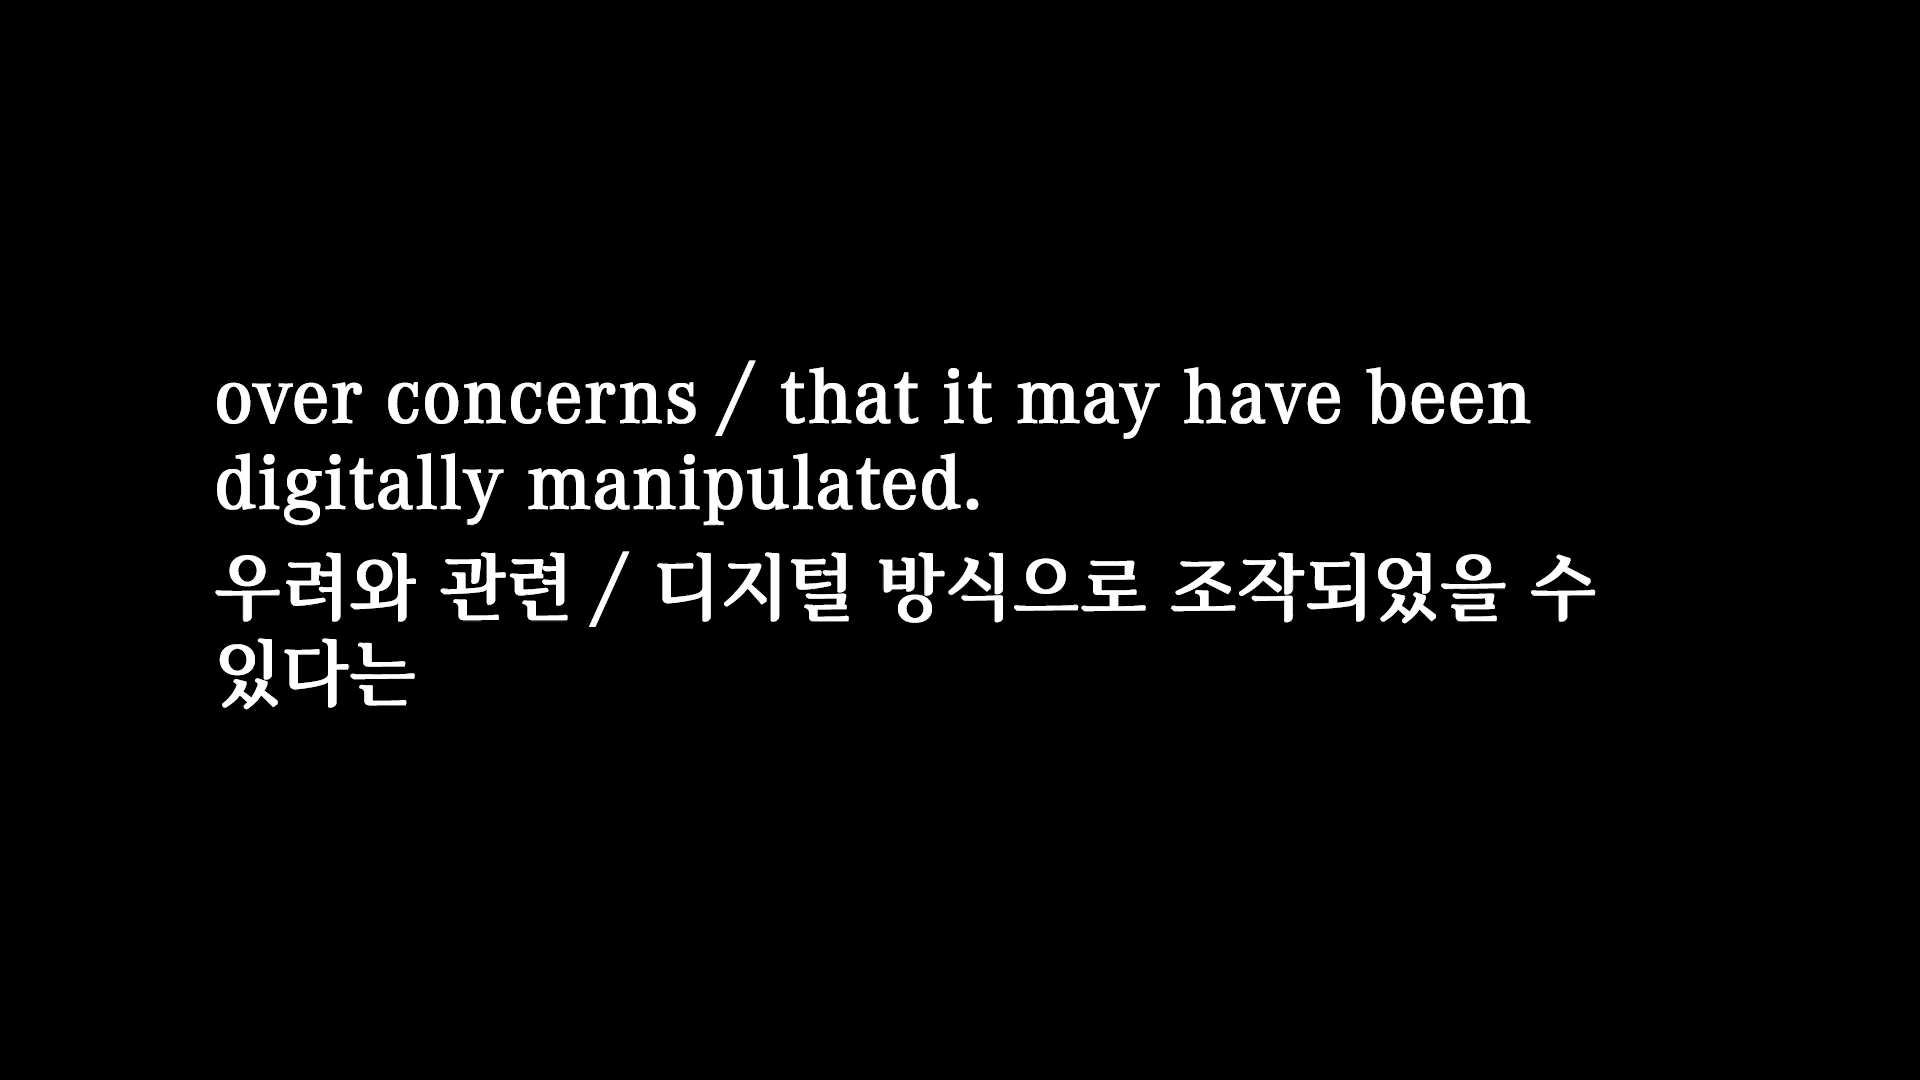 over concerns / that it may have been
digitally manipulated.
우려와 관련 / 디지털 방식으로 조작되었을 수
있다는